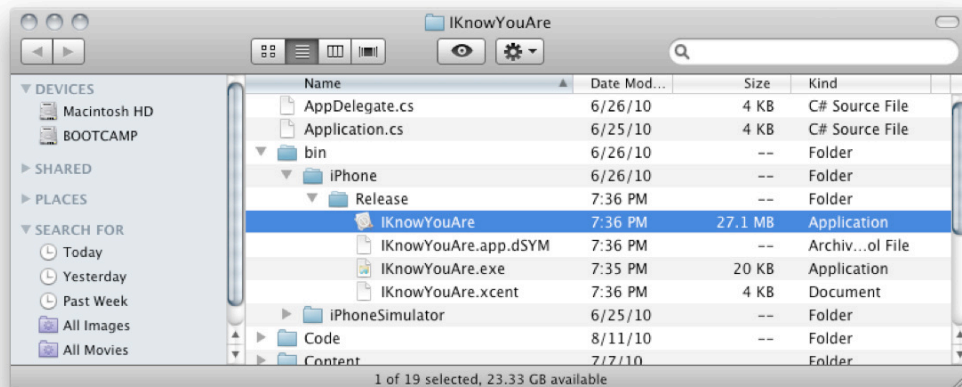 IKnowYouAre
DEVICES
Macintosh HD
BOOTCAMP
SHARED
PLACES
SEARCH FOR
Today
Yesterday
Past Week
All Images
All Movies
Name Date Mod... Size Kind
AppDelegate.cs 6/26/10 4 KB C# Source File
Application.cs 6/25/10 4 KB C# Source File
bin 6/26/10 -- Folder
iPhone 6/26/10 -- Folder
Release 7:36 PM -- Folder
IKnowYouAre 7:36 PM 27.1 MB Application
IKnowYouAre.app.dSYM 7:36 PM -- Archiv...ol File
IKnowYouAre.exe 7:35 PM 20 KB Application
IKnowYouAre.xcent 7:36 PM 4 KB Document
iPhoneSimulator 6/25/10 -- Folder
Code 8/11/10 -- Folder
Content 7/7/10 -- Folder
1 of 19 selected, 23.33 GB available